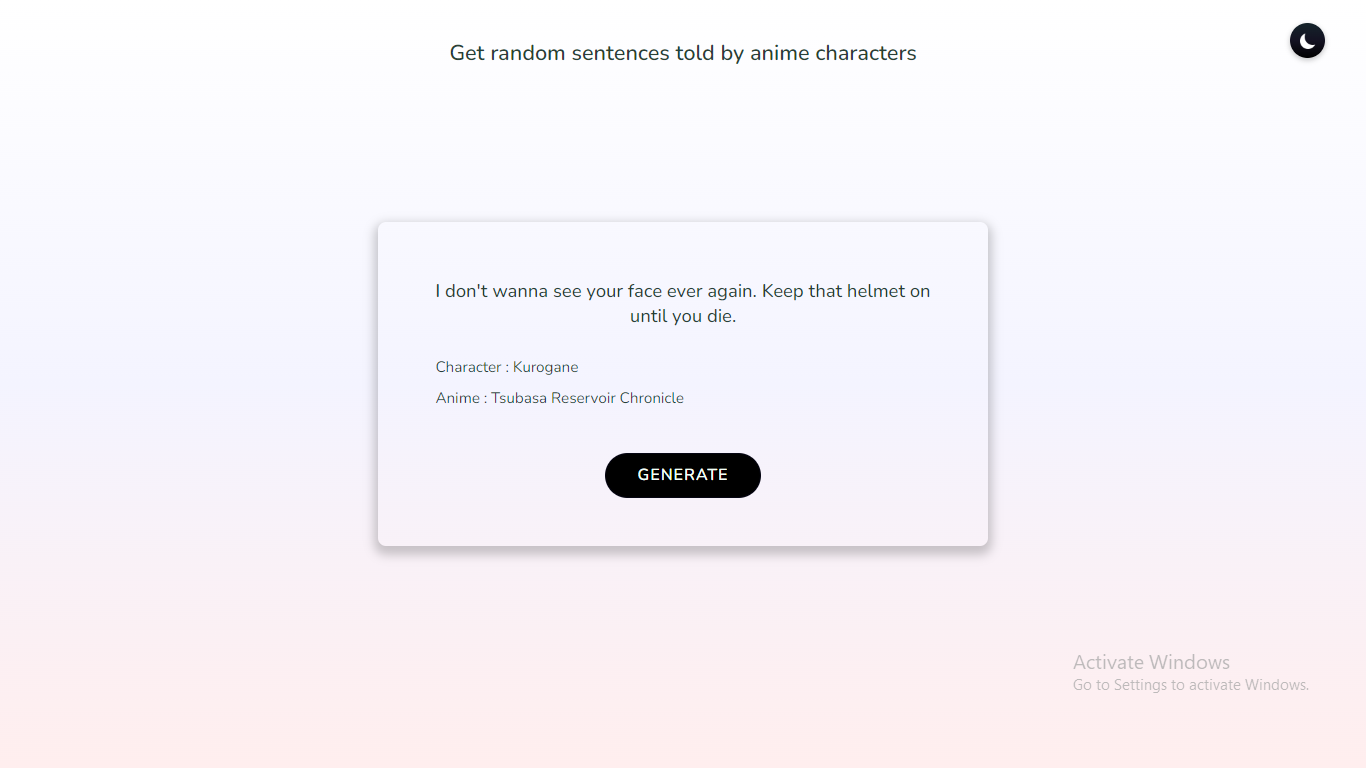 Get random sentences told by anime characters
I don't wanna see your face ever again. Keep that helmet on
until you die.
Character : Kurogane
Anime : Tsubasa Reservoir Chronicle
GENERATE
Activate Windows
Go to Settings to activate Windows.